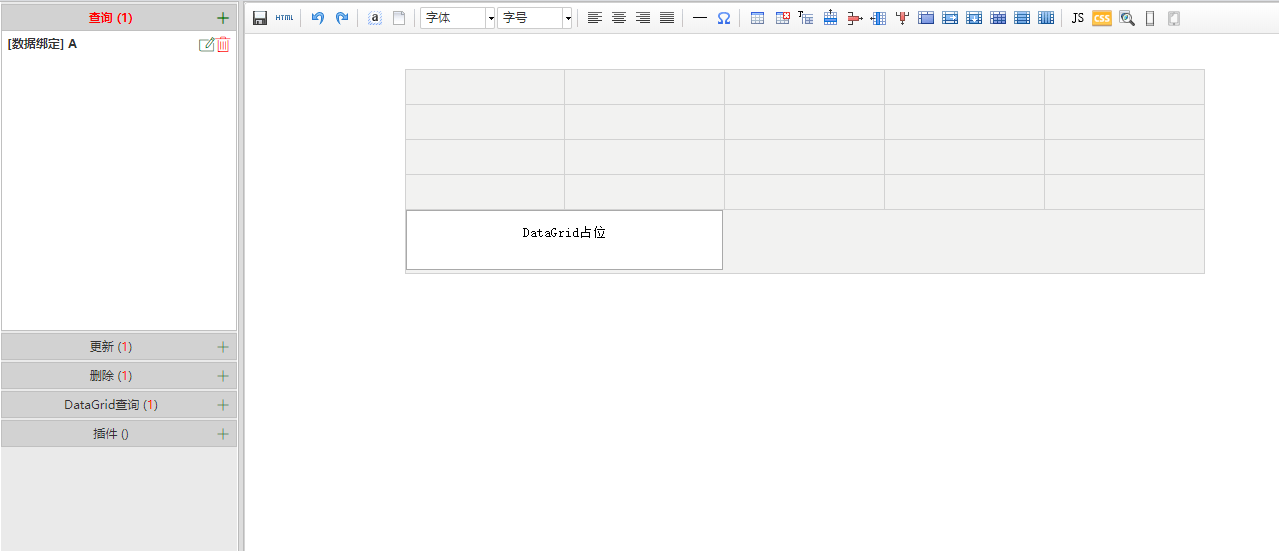 查询 (1)
[数据绑定] A
更新 (1)
删除 (1)
DataGrid查询 (1)
插件 ()
HTML a 字体 字号 Ω JS CSS
DataGrid占位